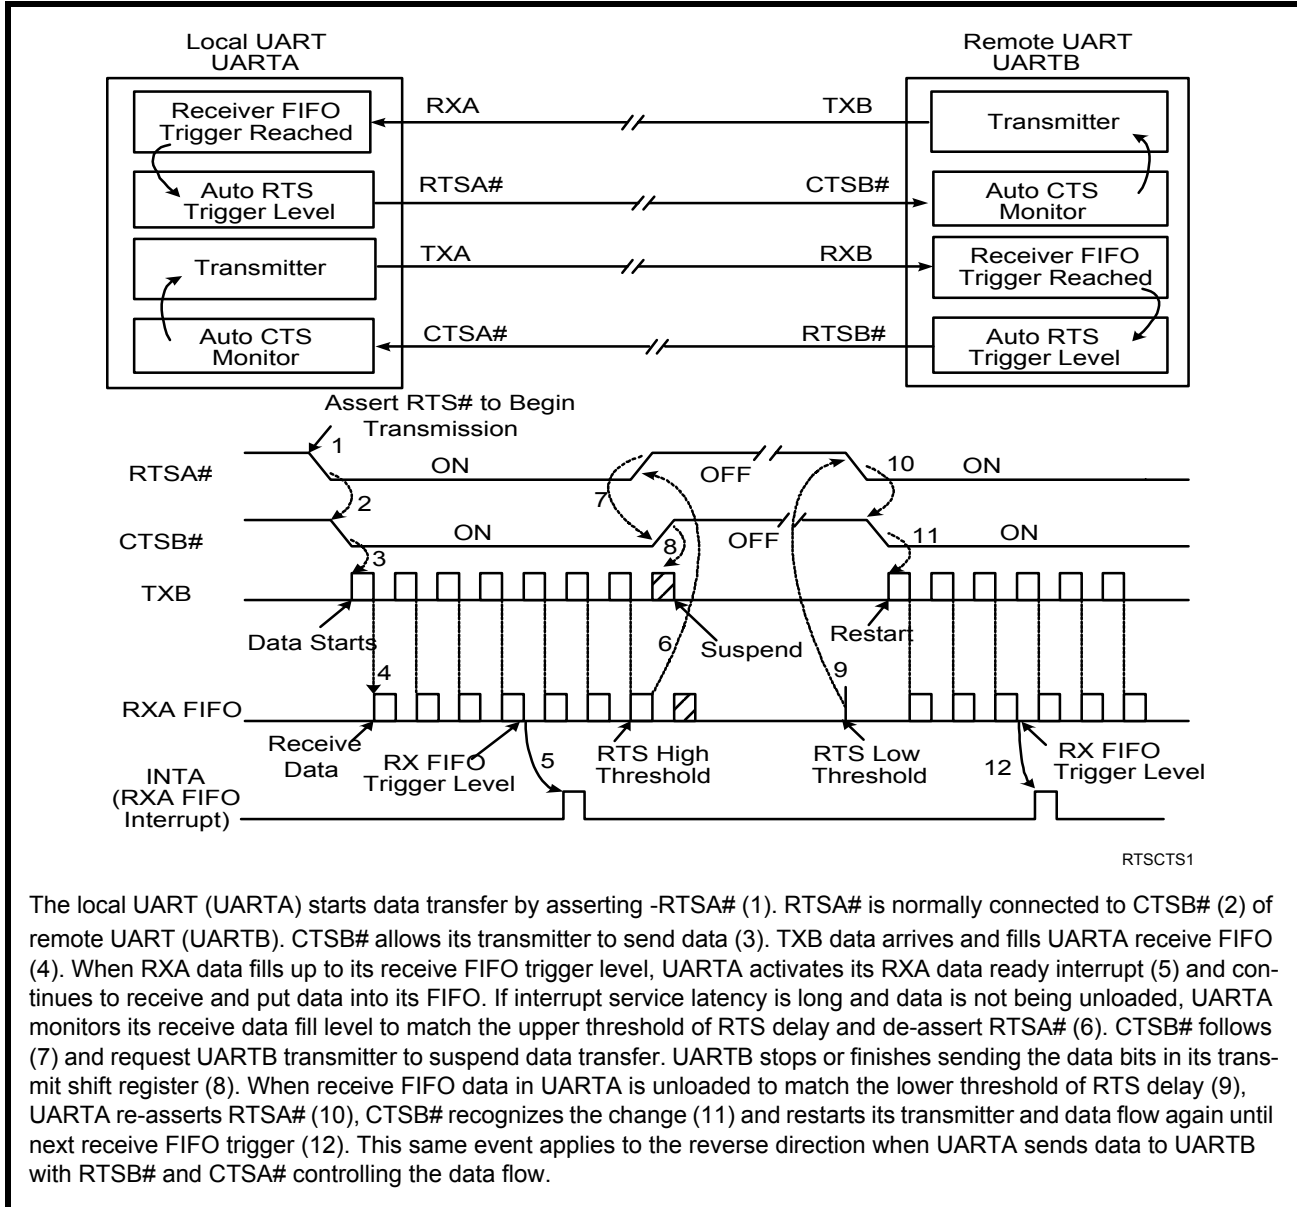 Local UART
UARTA
Remote UART
UARTB
Receiver FIFO
Trigger Reached
RXA
TXB
Transmitter
Auto RTS
Trigger Level
RTSA#
CTSB#
Auto CTS
Monitor
Transmitter
TXA
RXB
Receiver FIFO
Trigger Reached
Auto CTS
Monitor
CTSA#
RTSB#
Auto RTS
Trigger Level
Assert RTS# to Begin
Transmission
1
RTSA#
ON
OFF
10
ON
2
7
CTSB#
ON
8
OFF
11
ON
3
TXB
Data Starts
6
Suspend
Restart
4
9
RXA FIFO
Receive
Data
RX FIFO
Trigger Level
5
RTS High
Threshold
RTS Low
Threshold
12
RX FIFO
Trigger Level
INTA
(RXA FIFO
Interrupt)
RTSCTS1
The local UART (UARTA) starts data transfer by asserting -RTSA# (1). RTSA# is normally connected to CTSB# (2) of
remote UART (UARTB). CTSB# allows its transmitter to send data (3). TXB data arrives and fills UARTA receive FIFO
(4). When RXA data fills up to its receive FIFO trigger level, UARTA activates its RXA data ready interrupt (5) and con-
tinues to receive and put data into its FIFO. If interrupt service latency is long and data is not being unloaded, UARTA
monitors its receive data fill level to match the upper threshold of RTS delay and de-assert RTSA# (6). CTSB# follows
(7) and request UARTB transmitter to suspend data transfer. UARTB stops or finishes sending the data bits in its trans-
mit shift register (8). When receive FIFO data in UARTA is unloaded to match the lower threshold of RTS delay (9),
UARTA re-asserts RTSA# (10), CTSB# recognizes the change (11) and restarts its transmitter and data flow again until
next receive FIFO trigger (12). This same event applies to the reverse direction when UARTA sends data to UARTB
with RTSB# and CTSA# controlling the data flow.